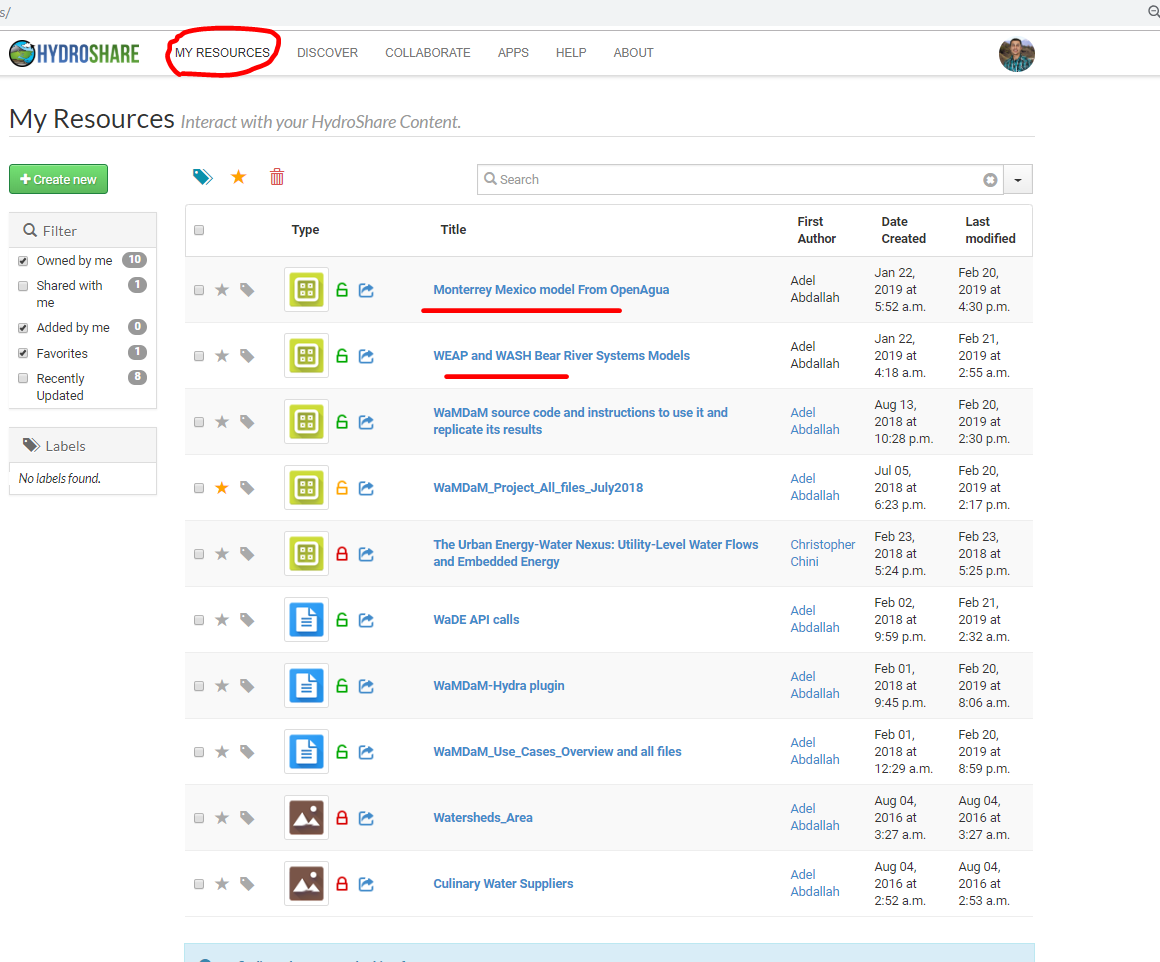 s/
HYDROSHARE
MY RESOURCES
DISCOVER
COLLABORATE
APPS
HELP
ABOUT
My Resources Interact with your HydroShare Content.
Create new
Search
Filter
Owned by me 10
Shared with 1
me
Added by me 0
Favorites 1
Recently 8
Updated
Labels
No labels found.
Type
Title
First
Author
Date
Created
Last
modified
Monterrey Mexico model From OpenAgua
Adel
Abdallah
Jan 22,
2019 at
5:52 a.m.
Feb 20,
2019 at
4:30 p.m.
WEAP and WASH Bear River Systems Models
Adel
Abdallah
Jan 22,
2019 at
4:18 a.m.
Feb 21,
2019 at
2:55 a.m.
WaMDaM source code and instructions to use it and
replicate its results
Adel
Abdallah
Aug 13,
2018 at
10:28 p.m.
Feb 20,
2019 at
2:30 p.m.
WaMDaM_Project_All_files_July2018
Adel
Abdallah
Jul 05,
2018 at
6:23 p.m.
Feb 20,
2019 at
2:17 p.m.
The Urban Energy-Water Nexus: Utility-Level Water Flows
and Embedded Energy
Christopher
Chini
Feb 23,
2018 at
5:24 p.m.
Feb 23,
2018 at
5:25 p.m.
WaDE API calls
Adel
Abdallah
Feb 02,
2018 at
9:59 p.m.
Feb 21,
2019 at
2:32 a.m.
WaMDaM-Hydra plugin
Adel
Abdallah
Feb 01,
2018 at
9:45 p.m.
Feb 20,
2019 at
8:06 a.m.
WaMDaM_Use_Cases_Overview and all files
Adel
Abdallah
Feb 01,
2018 at
12:29 a.m.
Feb 20,
2019 at
8:59 p.m.
Watersheds_Area
Adel
Abdallah
Aug 04,
2016 at
3:27 a.m.
Aug 04,
2016 at
3:27 a.m.
Culinary Water Suppliers
Adel
Abdallah
Aug 04,
2016 at
2:52 a.m.
Aug 04,
2016 at
2:53 a.m.